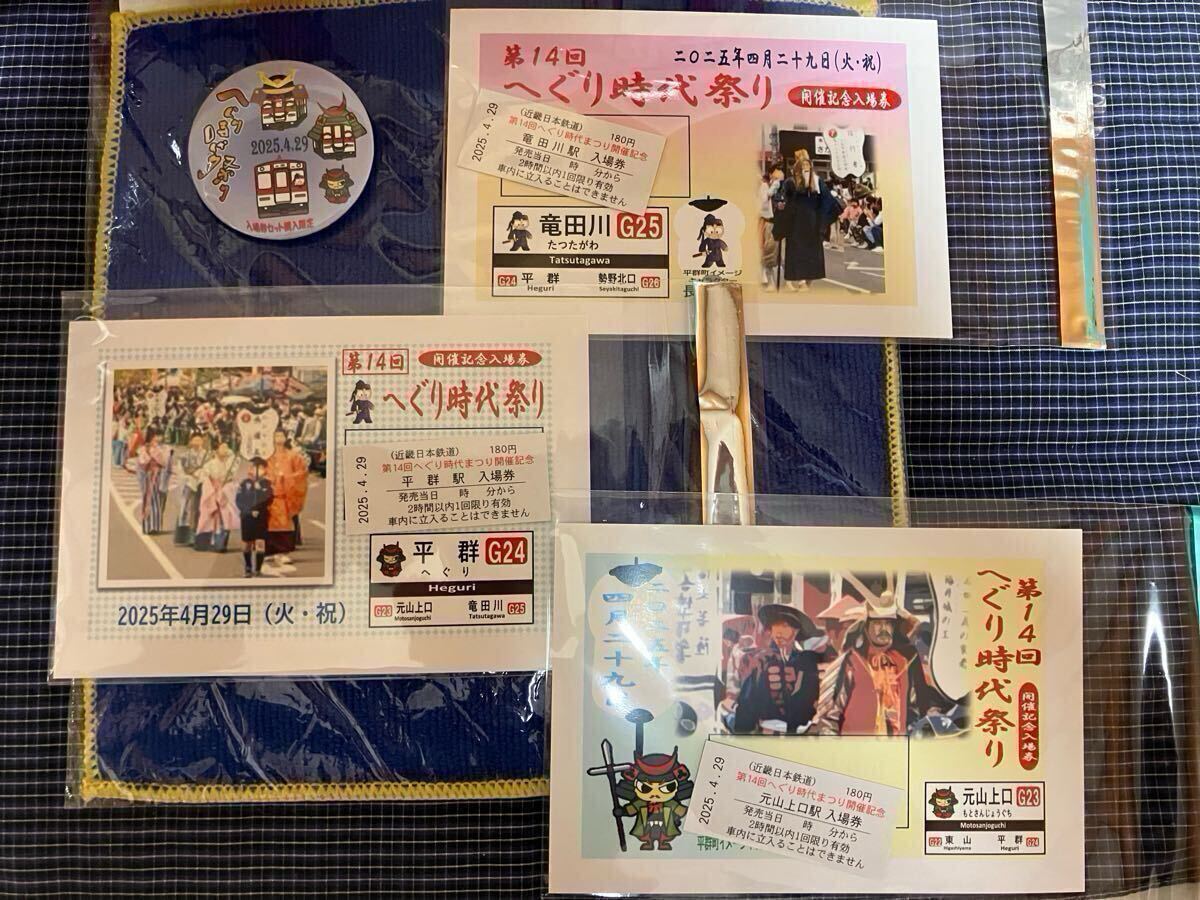 へぐり時代祭り
2025.4.29
入場券セット購入限定
第14回
二〇二五年四月二十九日(火・祝)
へぐり時代祭り
開催記念入場券
2025.4.29
(近畿日本鉄道) 180円
第14回へぐり時代まつり開催記念
竜田川駅 入場券
発売当日 時 分から
2時間以内1回限り有効
車内に立入ることはできません
竜田川 G25
たつたがわ
Tatsutagawa
G24 平群 勢野北口 G26
Heguri Seyakitaguchi
平群町イメージ
長
第14回
開催記念入場券
へぐり時代祭り
2025.4.29
(近畿日本鉄道) 180円
第14回へぐり時代まつり開催記念
平群駅 入場券
発売当日 時 分から
2時間以内1回限り有効
車内に立入ることはできません
平群 G24
へぐり
Heguri
G23 元山上口 竜田川 G25
Motosanjoguchi Tatsutagawa
2025年4月29日(火・祝)
第14回
へぐり時代祭り
開催記念入場券
二〇二五年
四月二十九日
2025.4.29
(近畿日本鉄道) 180円
第14回へぐり時代まつり開催記念
元山上口駅 入場券
発売当日 時 分から
2時間以内1回限り有効
車内に立入ることはできません
平群町イメージ
元山上口 G23
もとさんじょうぐち
Motosanjoguchi
G22 東山 平群 G24
Higashiyama Heguri